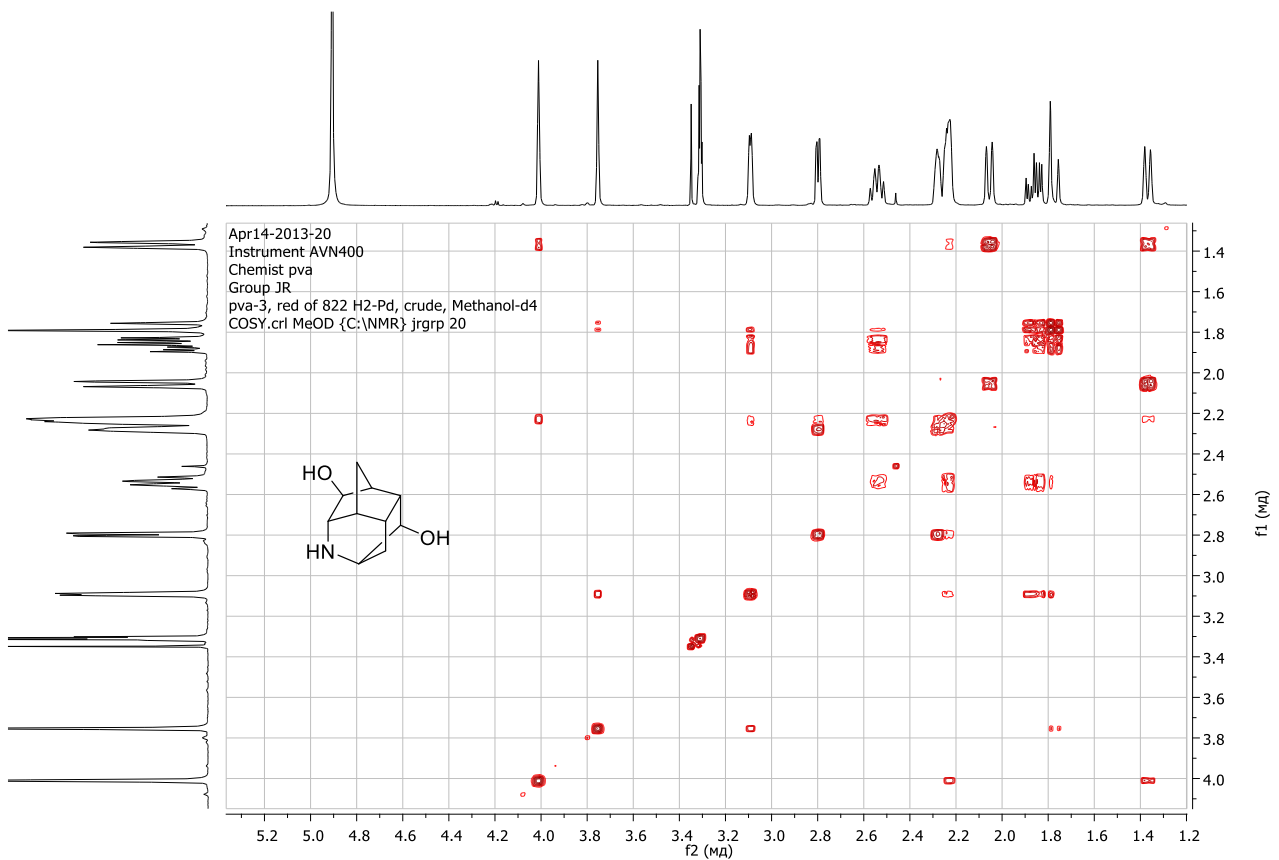 Apr14-2013-20
Instrument AVN400
Chemist pva
Group JR
pva-3, red of 822 H2-Pd, crude, Methanol-d4
COSY.crl MeOD {C:\NMR} jrgrp 20
HO
OH
HN
1.4
1.6
1.8
2.0
2.2
2.4
2.6
2.8
3.0
3.2
3.4
3.6
3.8
4.0
f1 (мд)
5.2 5.0 4.8 4.6 4.4 4.2 4.0 3.8 3.6 3.4 3.2 3.0 2.8 2.6 2.4 2.2 2.0 1.8 1.6 1.4 1.2
f2 (мд)